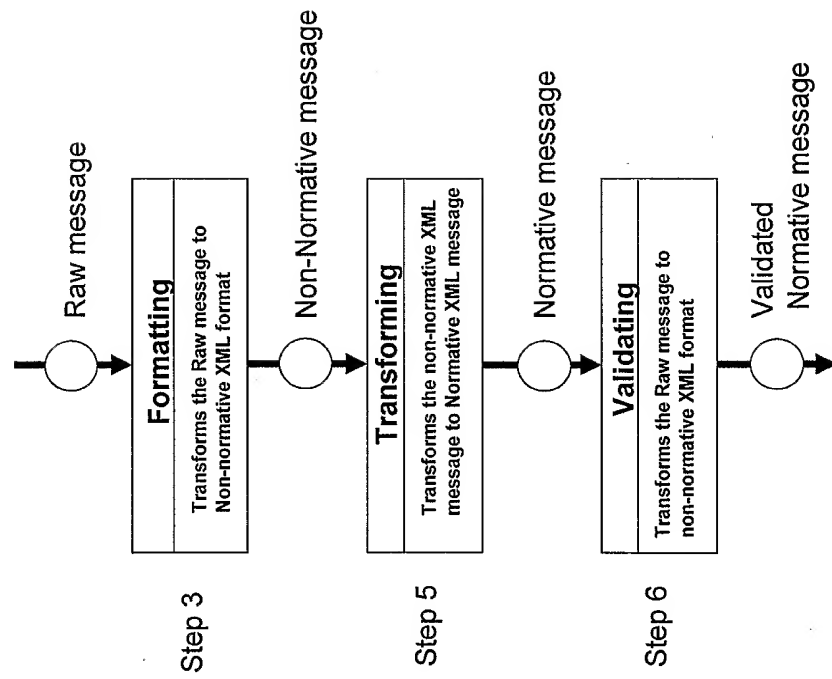 Raw message
Step 3
Formatting
Transforms the Raw message to
Non-normative XML format
Non-Normative message
Step 5
Transforming
Transforms the non-normative XML
message to Normative XML message
Normative message
Step 6
Validating
Transforms the Raw message to
non-normative XML format
Validated
Normative message